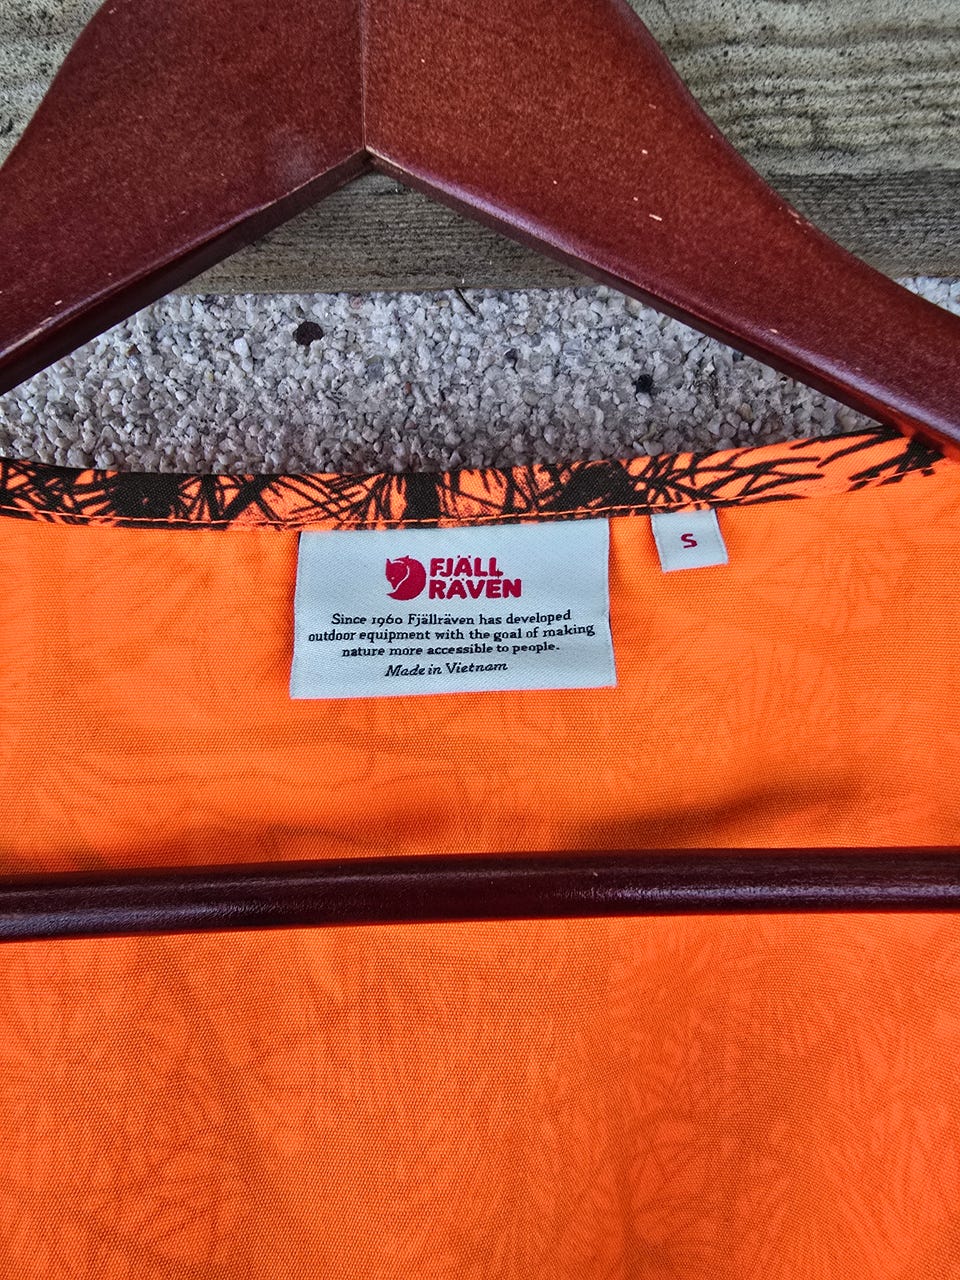 FJÄLL
RÄVEN
Since 1960 Fjällräven has developed
outdoor equipment with the goal of making
nature more accessible to people.
Made in Vietnam
S